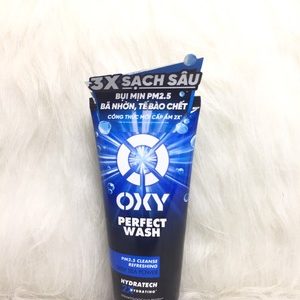 3X SẠCH SÂU
BỤI MỊN PM2.5
BÃ NHỜN, TẾ BÀO CHẾT
CÔNG THỨC MỚI CẤP ẨM 2X*
OXY
PERFECT
WASH
PM2.5 CLEANSE
REFRESHING
HYDRATECH
HYDRATING